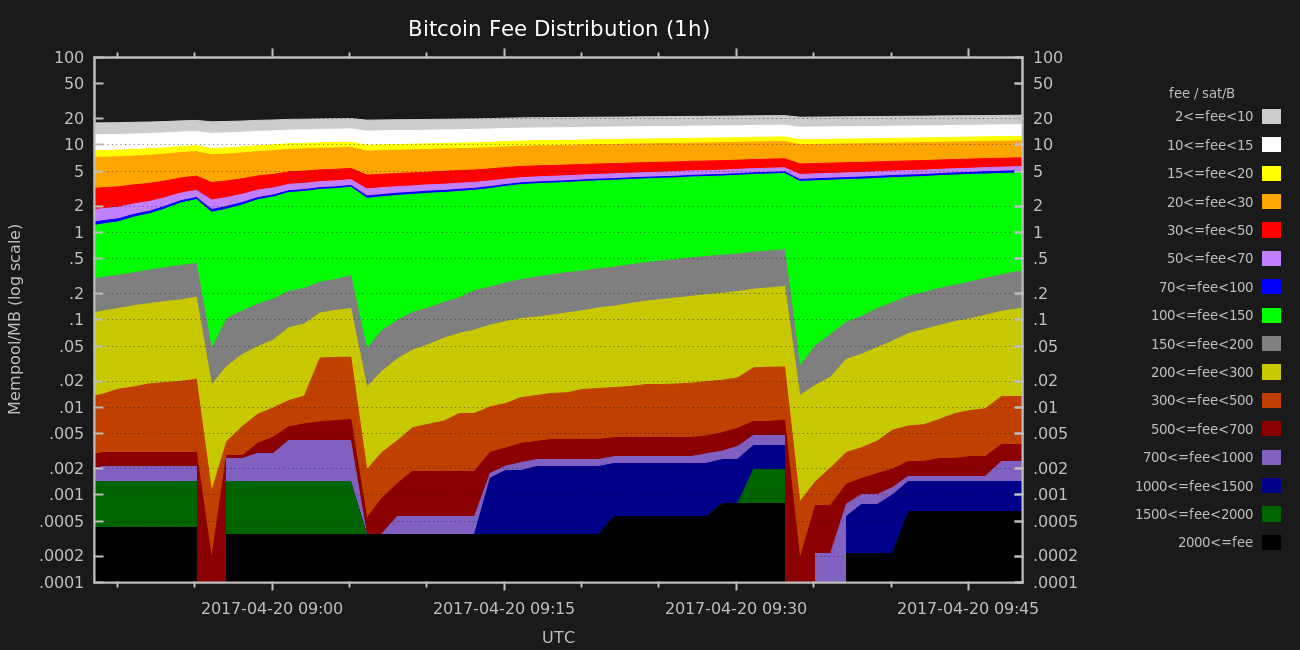 Bitcoin Fee Distribution (1h)
Mempool/MB (log scale)
100
50
20
10
5
2
1
.5
.2
.1
.05
.02
.01
.005
.002
.001
.0005
.0002
.0001
100
50
20
10
5
2
1
.5
.2
.1
.05
.02
.01
.005
.002
.001
.0005
.0002
.0001
2017-04-20 09:00 2017-04-20 09:15 2017-04-20 09:30 2017-04-20 09:45
UTC
fee / sat/B
2<=fee<10
10<=fee<15
15<=fee<20
20<=fee<30
30<=fee<50
50<=fee<70
70<=fee<100
100<=fee<150
150<=fee<200
200<=fee<300
300<=fee<500
500<=fee<700
700<=fee<1000
1000<=fee<1500
1500<=fee<2000
2000<=fee